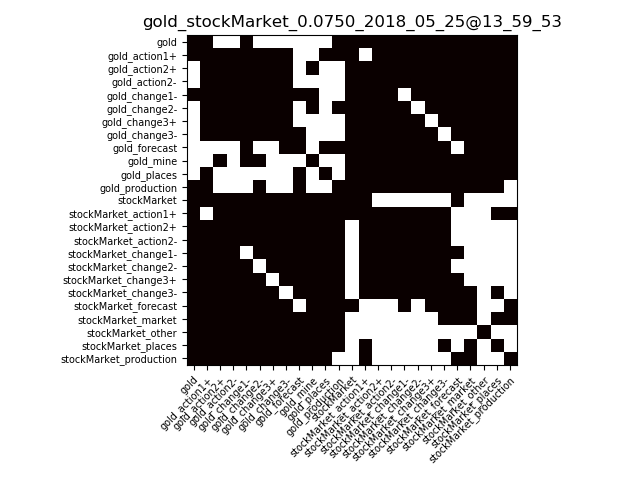 gold_stockMarket_0.0750_2018_05_25@13_59_53
gold
gold_action1+
gold_action2+
gold_action2-
gold_change1-
gold_change2-
gold_change3+
gold_change3-
gold_forecast
gold_mine
gold_places
gold_production
stockMarket
stockMarket_action1+
stockMarket_action2+
stockMarket_action2-
stockMarket_change1-
stockMarket_change2-
stockMarket_change3+
stockMarket_change3-
stockMarket_forecast
stockMarket_market
stockMarket_other
stockMarket_places
stockMarket_production
gold
gold_action1+
gold_action2+
gold_action2-
gold_change1-
gold_change2-
gold_change3+
gold_change3-
gold_forecast
gold_mine
gold_places
gold_production
stockMarket
stockMarket_action1+
stockMarket_action2+
stockMarket_action2-
stockMarket_change1-
stockMarket_change2-
stockMarket_change3+
stockMarket_change3-
stockMarket_forecast
stockMarket_market
stockMarket_other
stockMarket_places
stockMarket_production